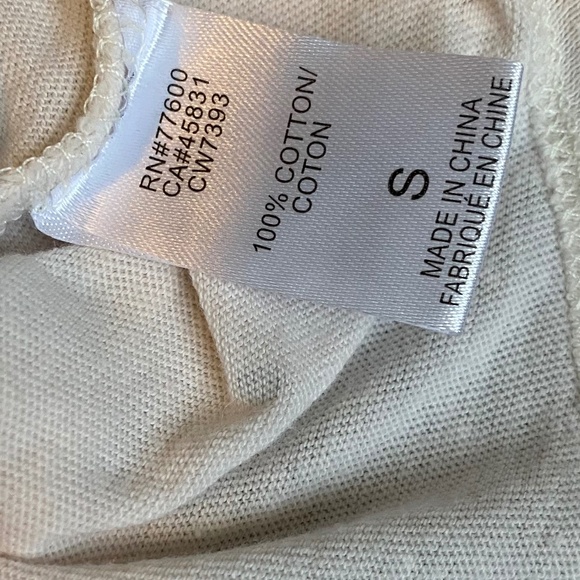 RN#77600
CA#45831
CW7393
100% COTTON/
COTON
S
MADE IN CHINA
FABRIQUÉ EN CHINE